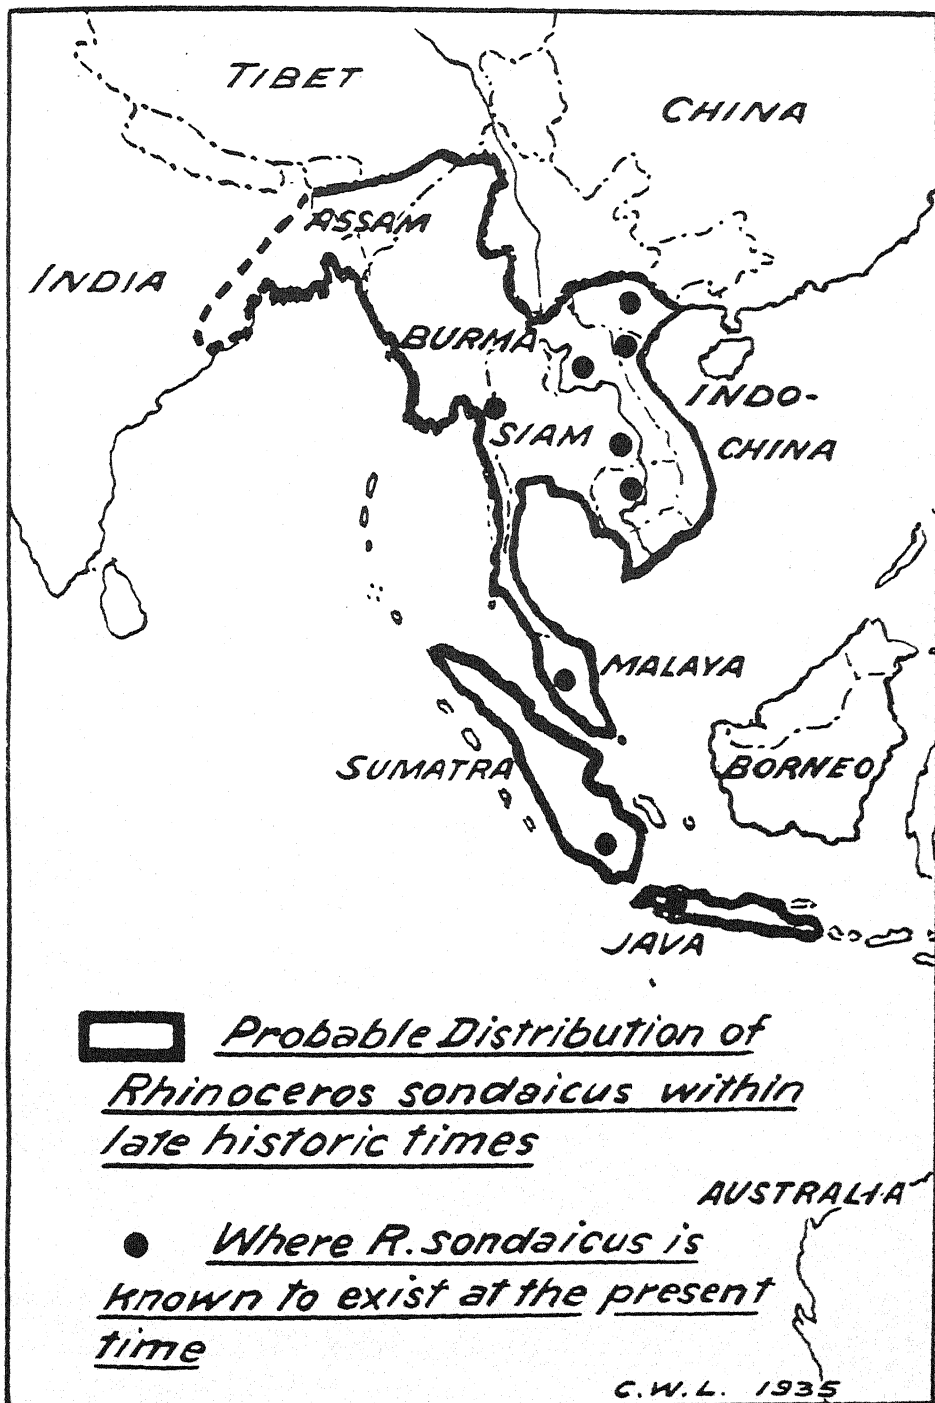 TIBET
CHINA
ASSAM
INDIA
BURMA
INDO-
CHINA
SIAM
MALAYA
SUMATRA
BORNEO
JAVA
Probable Distribution of
Rhinoceros sondaicus within
late historic times
AUSTRALIA
Where R. sondaicus is
known to exist at the present
time
C.W.L. 1935